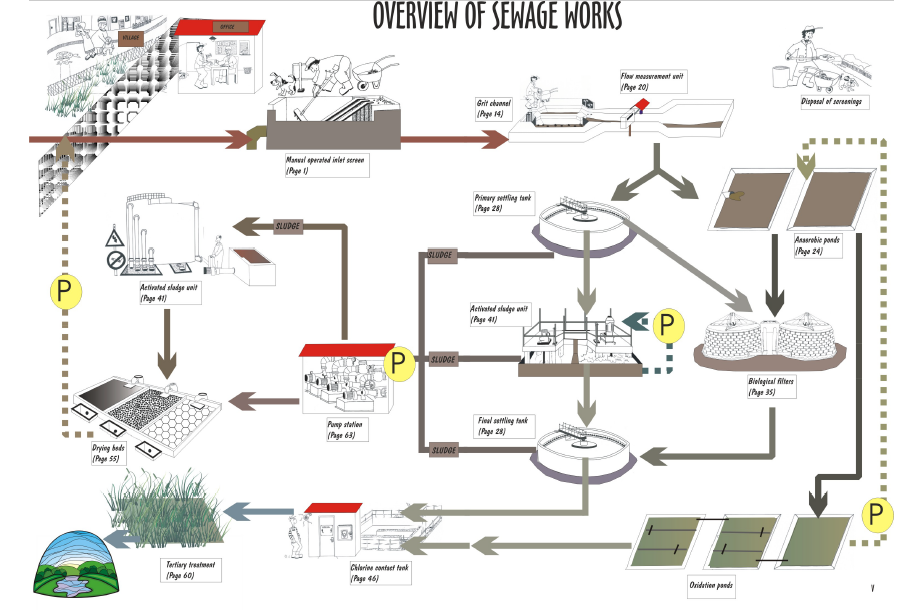 OVERVIEW OF SEWAGE WORKS
VILLAGE
OFFICE
Flow measurement unit
(Page 20)
Grit channel
(Page 14)
Disposal of screenings
Manual operated inlet screen
(Page 1)
Primary settling tank
(Page 28)
SLUDGE
SLUDGE
Anaerobic ponds
(Page 24)
Activated sludge unit
(Page 41)
P
Activated sludge unit
(Page 41)
P
P
SLUDGE
Biological filters
(Page 35)
Pump station
(Page 63)
Final settling tank
(Page 28)
SLUDGE
Drying beds
(Page 55)
P
Tertiary treatment
(Page 60)
Chlorine contact tank
(Page 46)
Oxidation ponds
V